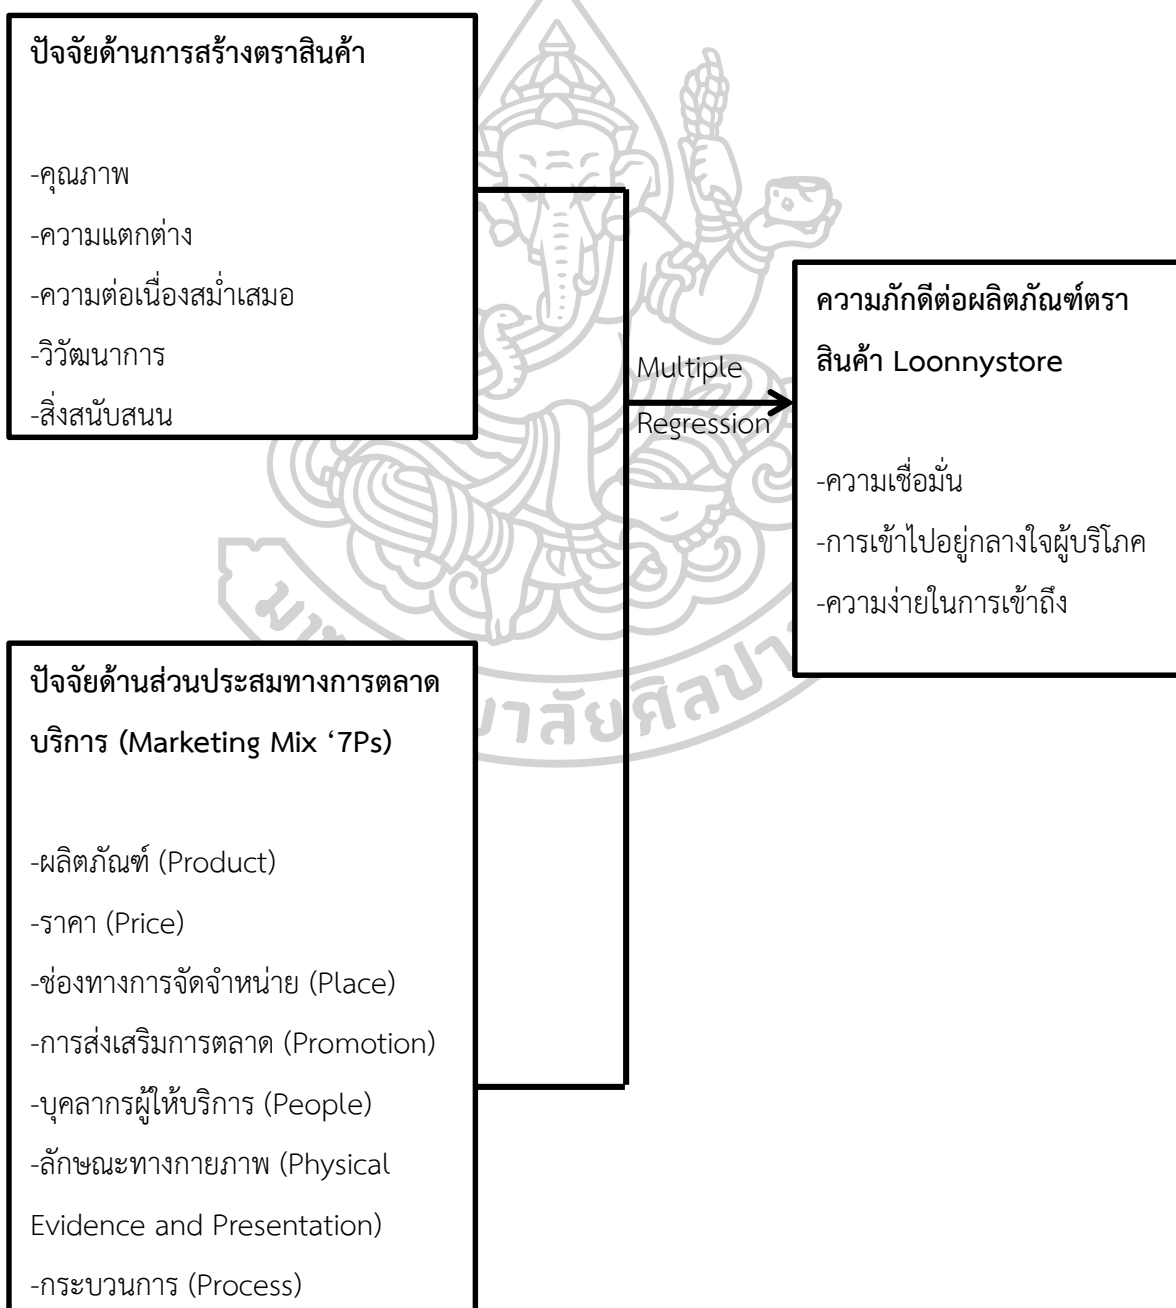 ปัจจัยด้านการสร้างตราสินค้า
-คุณภาพ
-ความแตกต่าง
-ความต่อเนื่องสม่ำเสมอ
-วิวัฒนาการ
-สิ่งสนับสนน
Multiple
Regression
ความภักดีต่อผลิตภัณฑ์ตรา
สินค้า Loonnystore
-ความเชื่อมั่น
-การเข้าไปอยู่กลางใจผู้บริโภค
-ความง่ายในการเข้าถึง
ปัจจัยด้านส่วนประสมทางการตลาด
บริการ (Marketing Mix ‘7Ps)
-ผลิตภัณฑ์ (Product)
-ราคา (Price)
-ช่องทางการจัดจำหน่าย (Place)
-การส่งเสริมการตลาด (Promotion)
-บุคลากรผู้ให้บริการ (People)
-ลักษณะทางกายภาพ (Physical
Evidence and Presentation)
-กระบวนการ (Process)